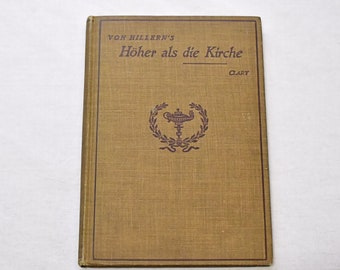 VON HILLERN'S
Höher als die Kirche
CLARY